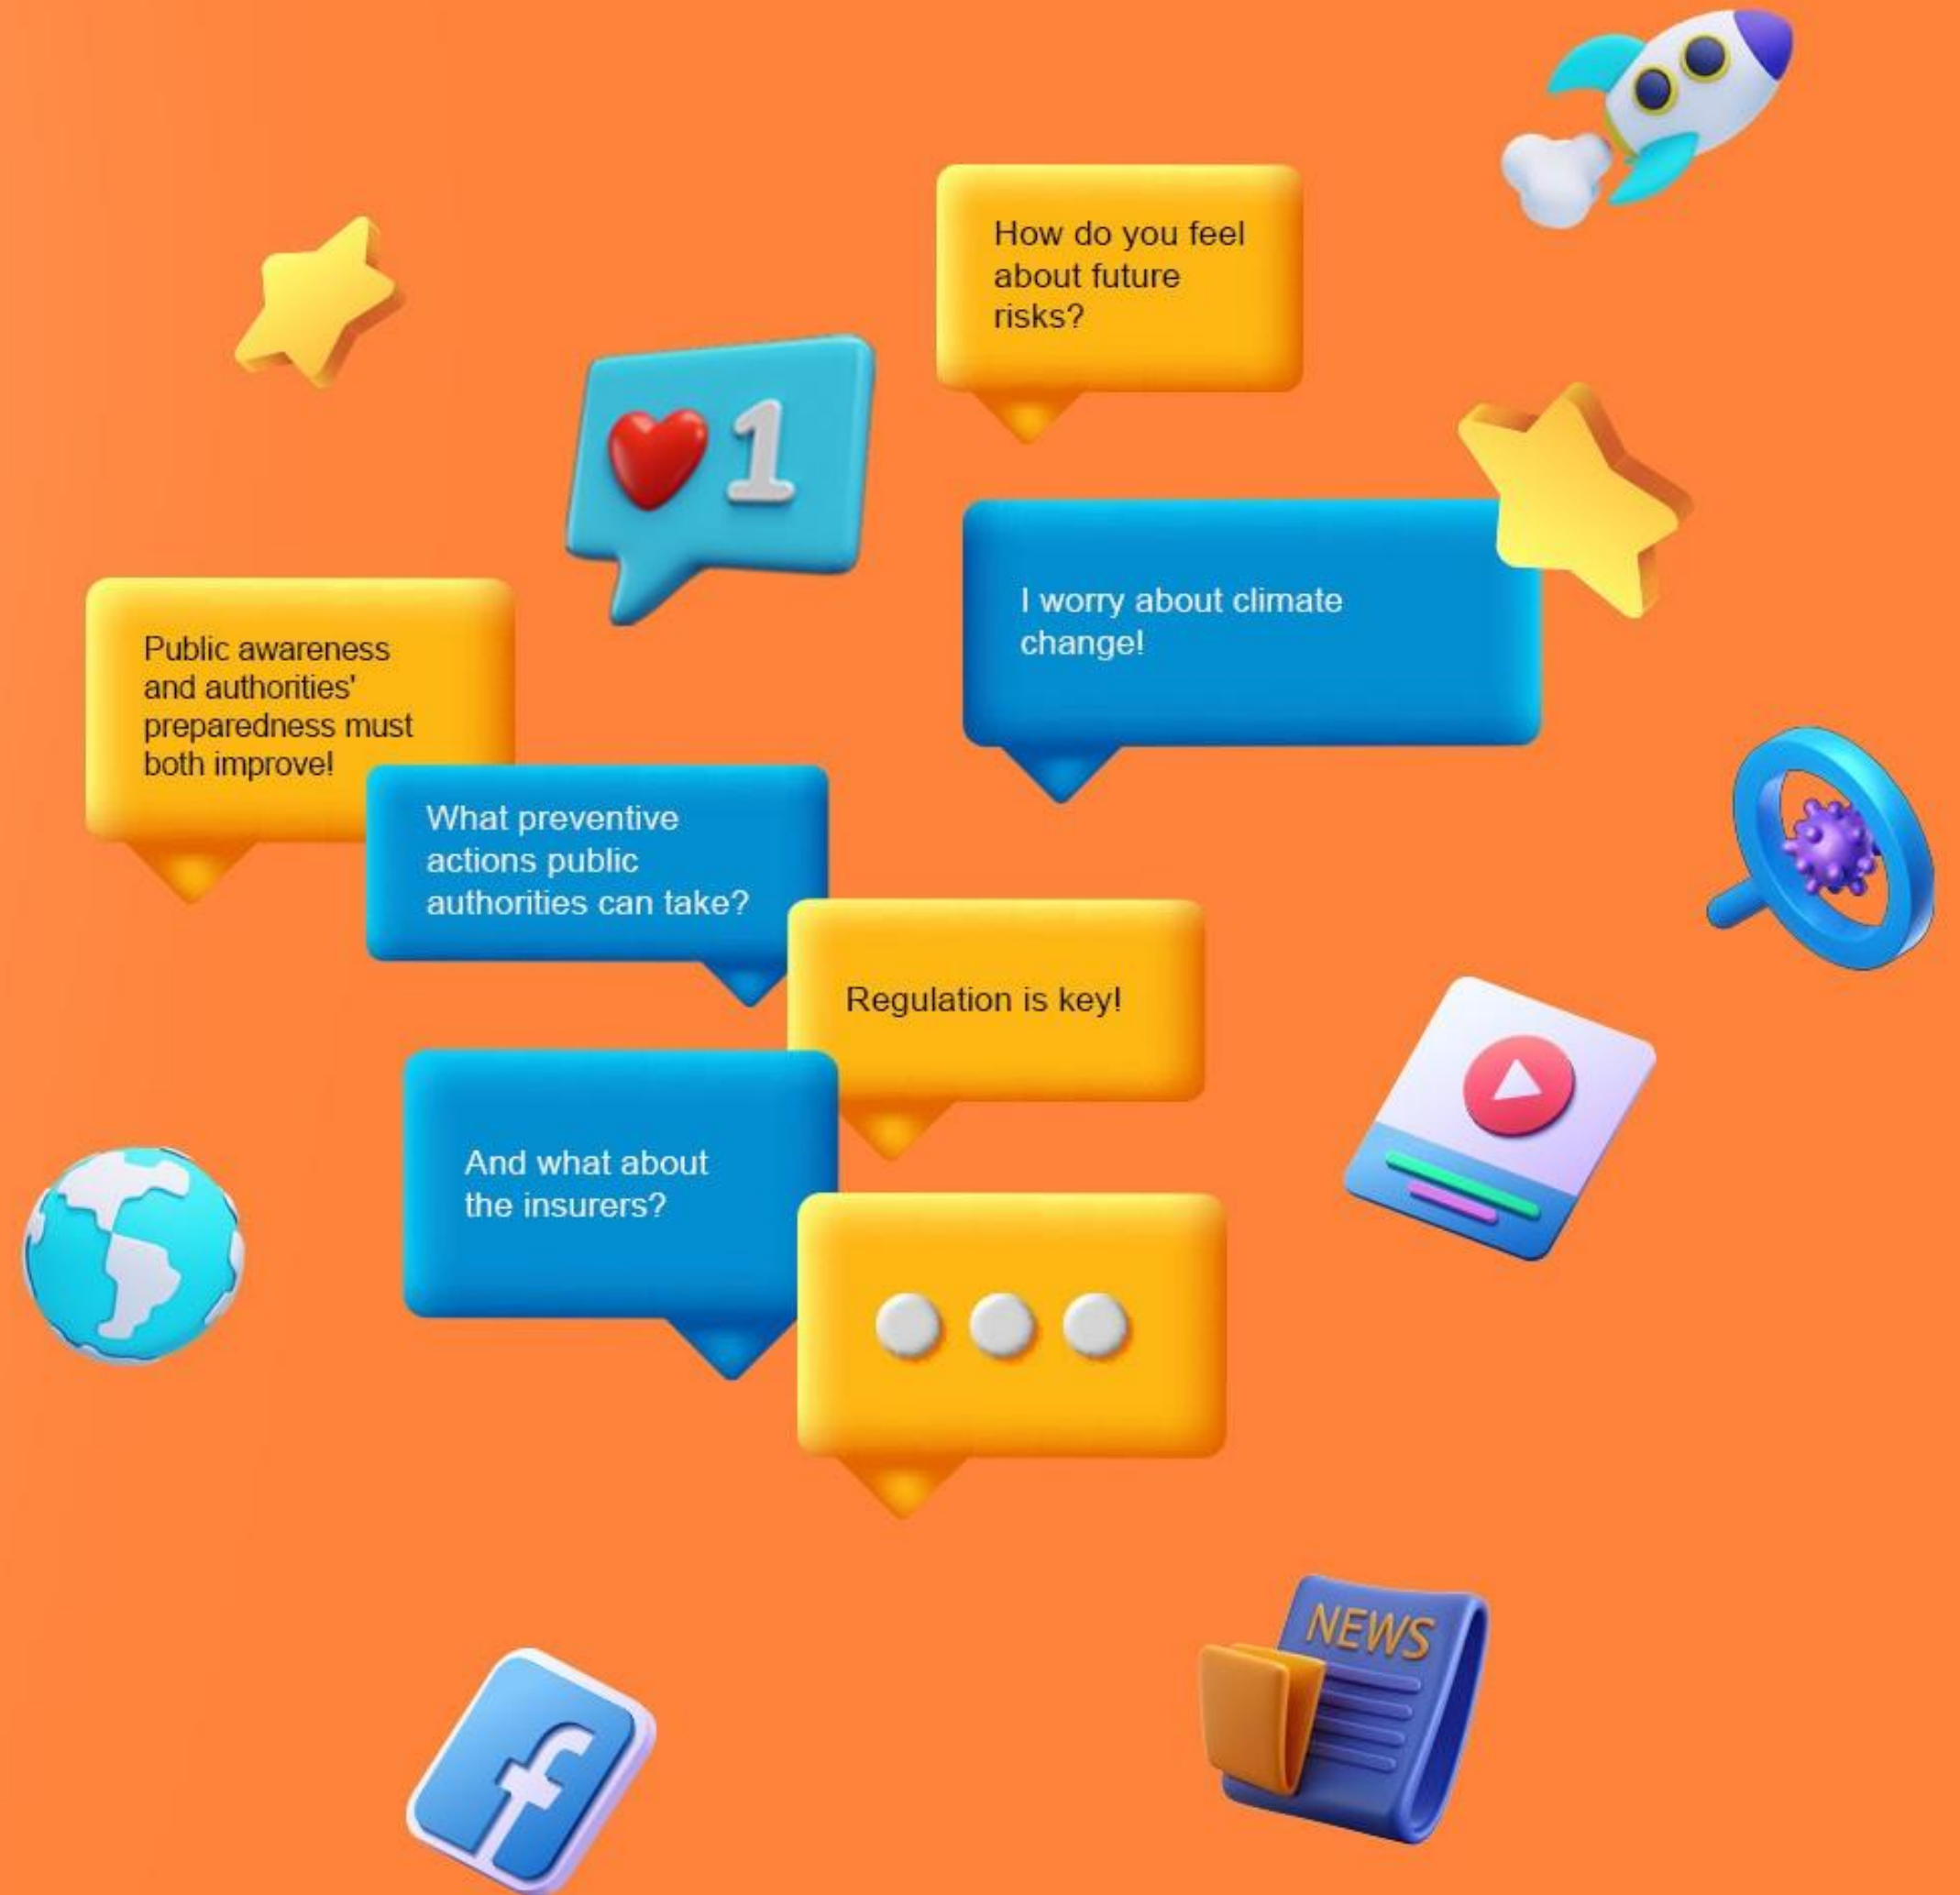 How do you feel
about future
risks?
1
I worry about climate
change!
Public awareness
and authorities'
preparedness must
both improve!
What preventive
actions public
authorities can take?
Regulation is key!
And what about
the insurers?
NEWS
f